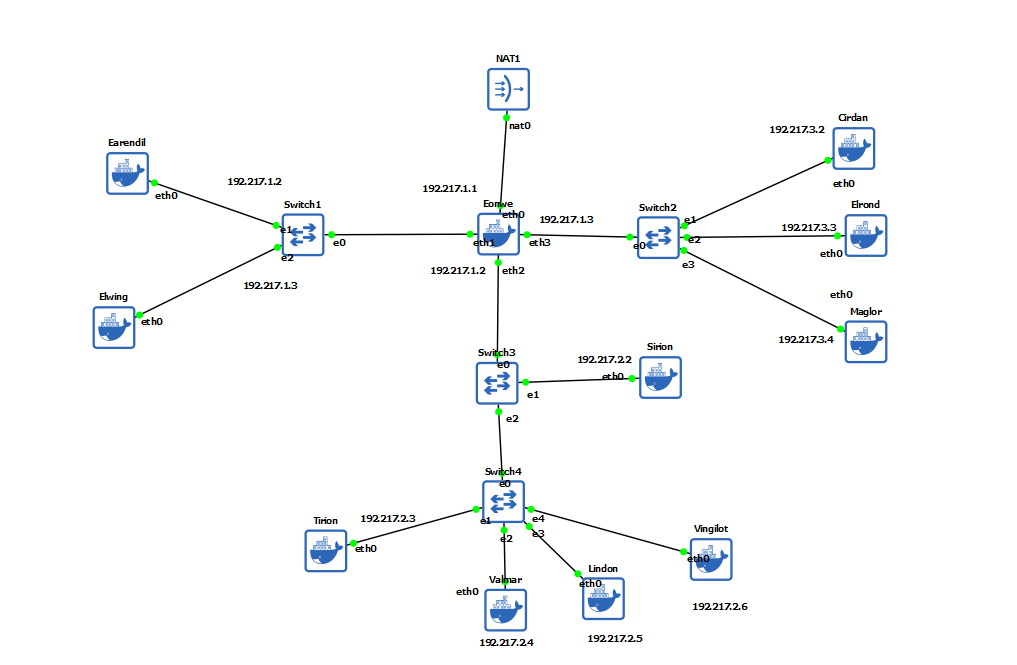 NAT1
nat0
Earendil
eth0
192.217.1.2
Switch1
e1
e0
e2
192.217.1.3
Elwing
eth0
192.217.1.1
Eonwe
eth0
eth1
eth3
192.217.1.3
192.217.1.2
eth2
Switch2
e0
e1
e2
e3
192.217.3.2
Cirdan
eth0
Elrond
192.217.3.3
eth0
eth0
Maglor
192.217.3.4
Switch3
e0
e1
e2
192.217.2.2
Sirion
eth0
Switch4
e0
e1
e2
e3
e4
Tirion
192.217.2.3
eth0
Valmar
eth0
192.217.2.4
Lindon
eth0
192.217.2.5
Vingilot
eth0
192.217.2.6